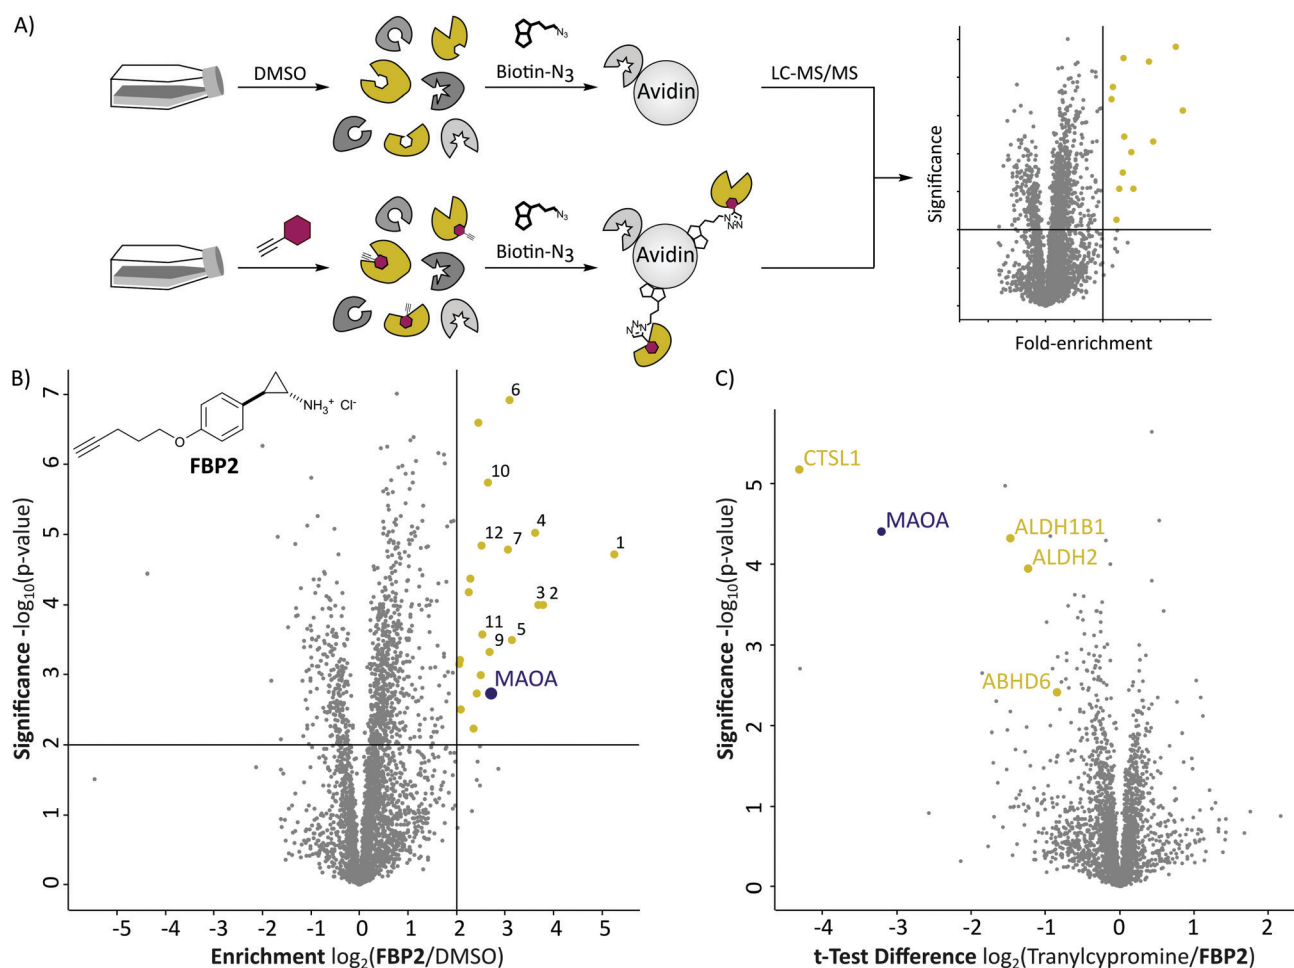 A)
DMSO
Biotin-N3
N3
Avidin
LC-MS/MS
Biotin-N3
N3
Avidin
N
N
N
N
N
N
Significance
Fold-enrichment
B)
NH3+ Cl-
O
FBP2
7
6
5
4
3
2
1
0
Significance -log10(p-value)
6
10
4
12
7
1
3
2
11
5
9
MAOA
-5
-4
-3
-2
-1
0
1
2
3
4
5
Enrichment log2(FBP2/DMSO)
C)
CTSL1
MAOA
ALDH1B1
ALDH2
ABHD6
5
4
3
2
1
0
Significance -log10(p-value)
-4
-3
-2
-1
0
1
2
t-Test Difference log2(Tranylcypromine/FBP2)